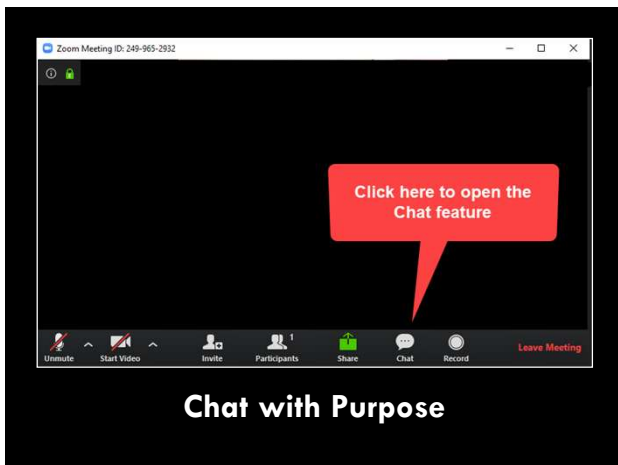 Zoom Meeting ID: 249-965-2932
Click here to open the
Chat feature
1
Unmute Start Video Invite Participants Share Chat Record Leave Meeting
Chat with Purpose